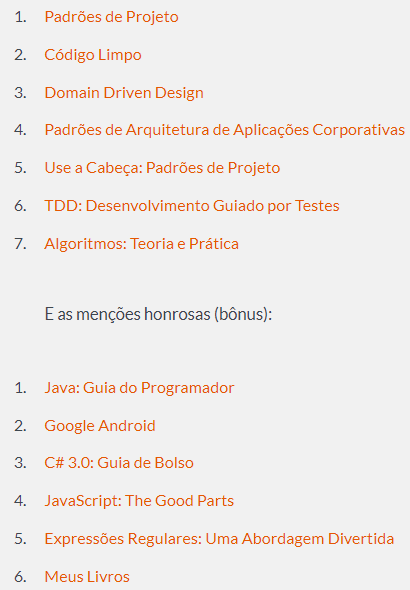 1. Padrões de Projeto
2. Código Limpo
3. Domain Driven Design
4. Padrões de Arquitetura de Aplicações Corporativas
5. Use a Cabeça: Padrões de Projeto
6. TDD: Desenvolvimento Guiado por Testes
7. Algoritmos: Teoria e Prática
E as menções honrosas (bônus):
1. Java: Guia do Programador
2. Google Android
3. C# 3.0: Guia de Bolso
4. JavaScript: The Good Parts
5. Expressões Regulares: Uma Abordagem Divertida
6. Meus Livros